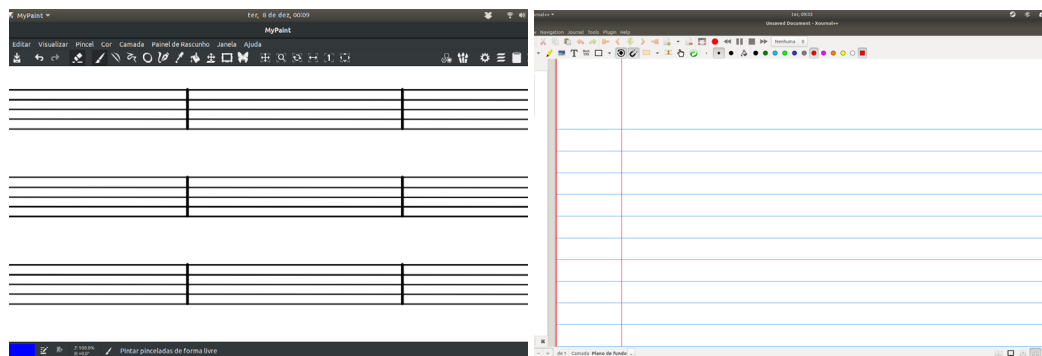 MyPaint
ter, 8 de dez, 00:09
MyPaint
Editar Visualizar Pincel Cor Camada Painel de Rascunho Janela Ajuda
Pintar pinceladas de forma livre
ter, 09:33
Unsaved Document - Xournal++
Navigation Journal Tools Plugin Help
Nenhuma
de 1 Camada Plano de fundo